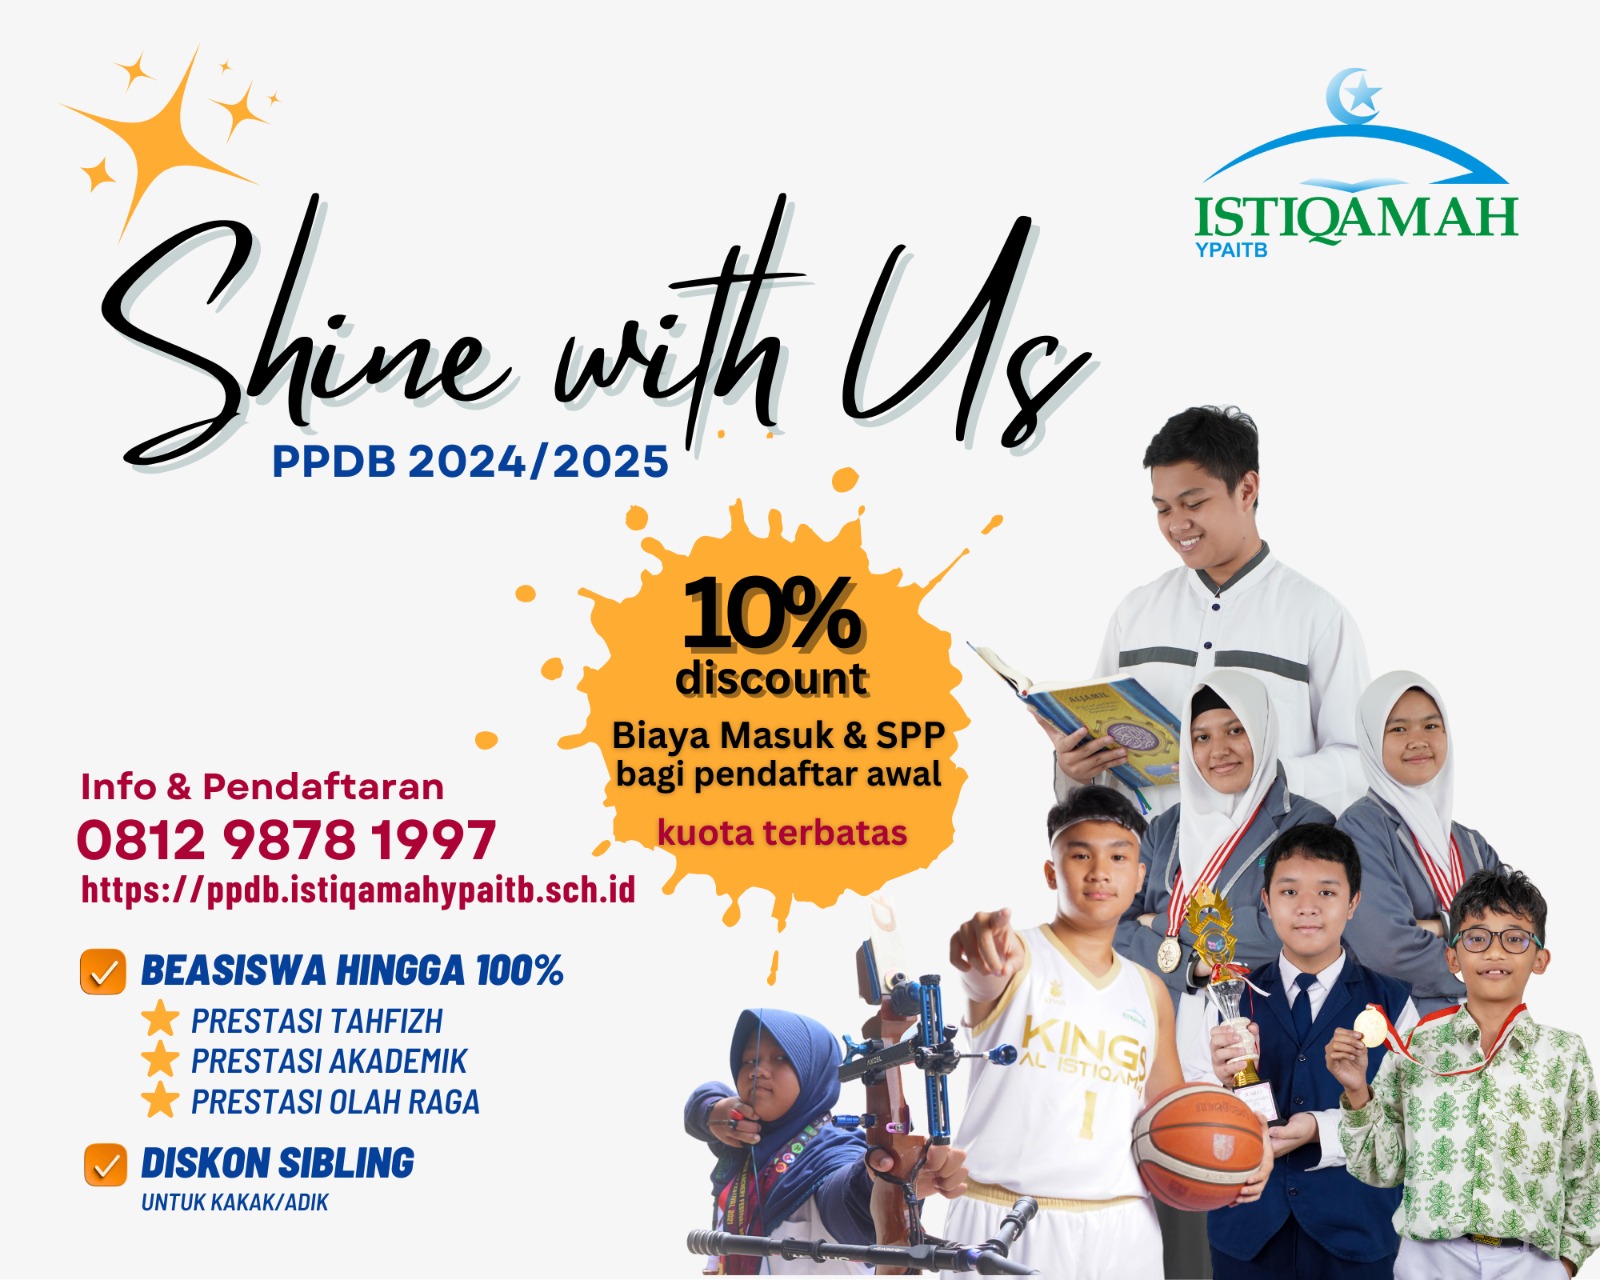 ISTIQAMAH
YPAITB
Shine with Us
PPDB 2024/2025
10%
discount
Biaya Masuk & SPP
bagi pendaftar awal
kuota terbatas
Info & Pendaftaran
0812 9878 1997
https://ppdb.istiqamahypaitb.sch.id
BEASISWA HINGGA 100%
PRESTASI TAHFIZH
PRESTASI AKADEMIK
PRESTASI OLAH RAGA
DISKON SIBLING
UNTUK KAKAK/ADIK
ALJAMIL
KINGS
AL ISTIQAMA
1